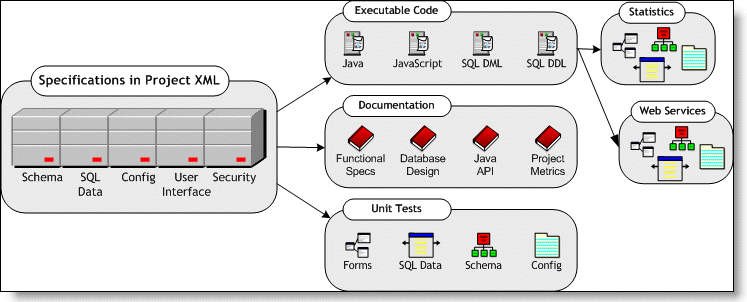 Executable Code
Java JavaScript SQL DML SQL DDL
Statistics
Specifications in Project XML
Schema SQL Data Config User Interface Security
Documentation
Functional Specs Database Design Java API Project Metrics
Web Services
Unit Tests
Forms SQL Data Schema Config